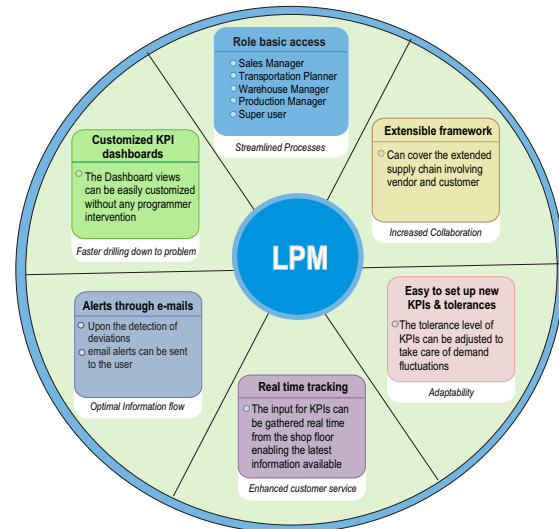 Role basic access
Sales Manager
Transportation Planner
Warehouse Manager
Production Manager
Super user
Streamlined Processes
Extensible framework
Can cover the extended
supply chain involving
vendor and customer
Increased Collaboration
Easy to set up new
KPIs & tolerances
The tolerance level of
KPIs can be adjusted to
take care of demand
fluctuations
Adaptability
Real time tracking
The input for KPIs can
be gathered real time
from the shop floor
enabling the latest
information available
Enhanced customer service
Alerts through e-mails
Upon the detection of
deviations
email alerts can be sent
to the user
Optimal Information flow
Customized KPI
dashboards
The Dashboard views
can be easily customized
without any programmer
intervention
Faster drilling down to problem
LPM